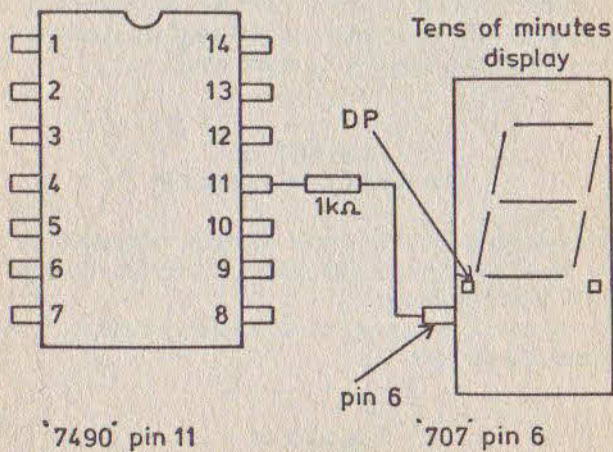 Tens of minutes
display
1 14
2 13
DP
3 12
4 11
1kΩ
5 10
6 9
7 8
pin 6
'7490' pin 11
'707' pin 6